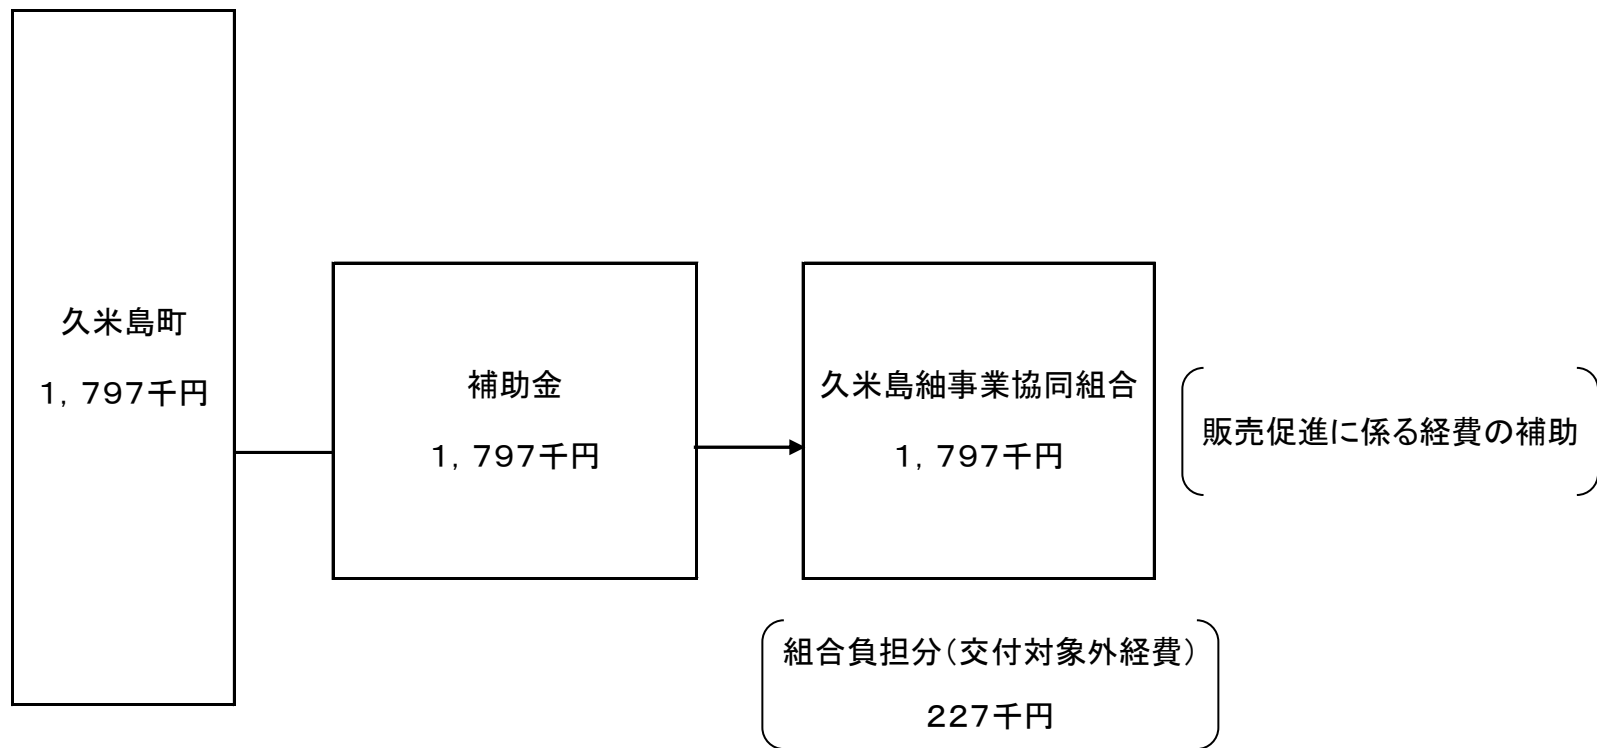 久米島町
1，797千円
補助金
1，797千円
久米島紬事業協同組合
1，797千円
販売促進に係る経費の補助
組合負担分（交付対象外経費）
227千円